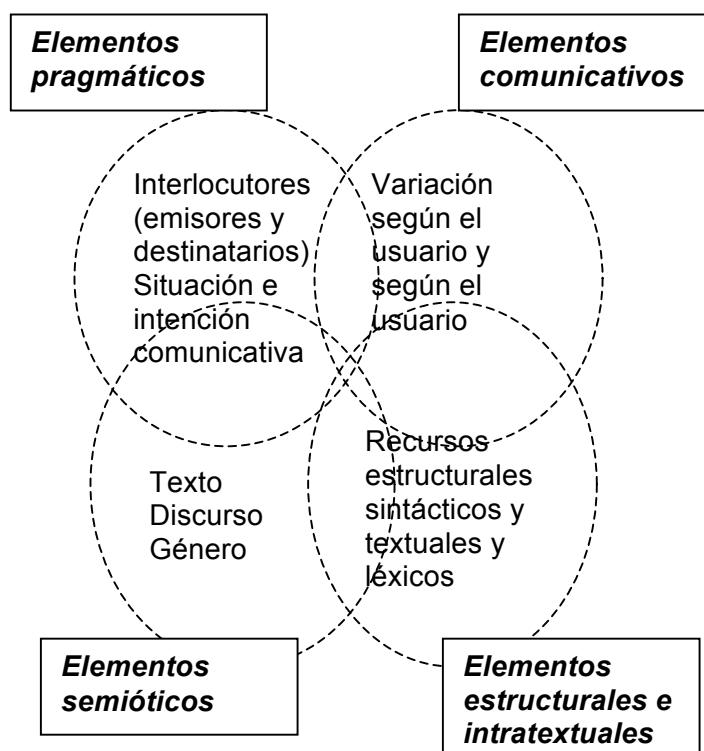 Elementos
pragmáticos
Elementos
comunicativos
Interlocutores
(emisores y
destinatarios)
Situación e
intención
comunicativa
Variación
según el
usuario y
según el
usuario
Texto
Discurso
Género
Recursos
estructurales
sintácticos y
textuales y
léxicos
Elementos
semióticos
Elementos
estructurales e
intratextuales